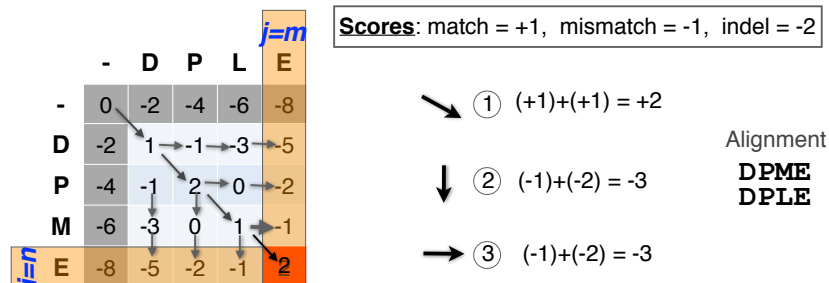 j=m
Scores: match = +1, mismatch = -1, indel = -2
- D P L E
- 0 -2 -4 -6 -8
D -2 1 -1 -3 -5
P -4 -1 2 0 -2
M -6 -3 0 1 -1
j=n E -8 -5 -2 -1 2
1 (+1)+(+1) = +2
2 (-1)+(-2) = -3
3 (-1)+(-2) = -3
Alignment
DPME
DPLE